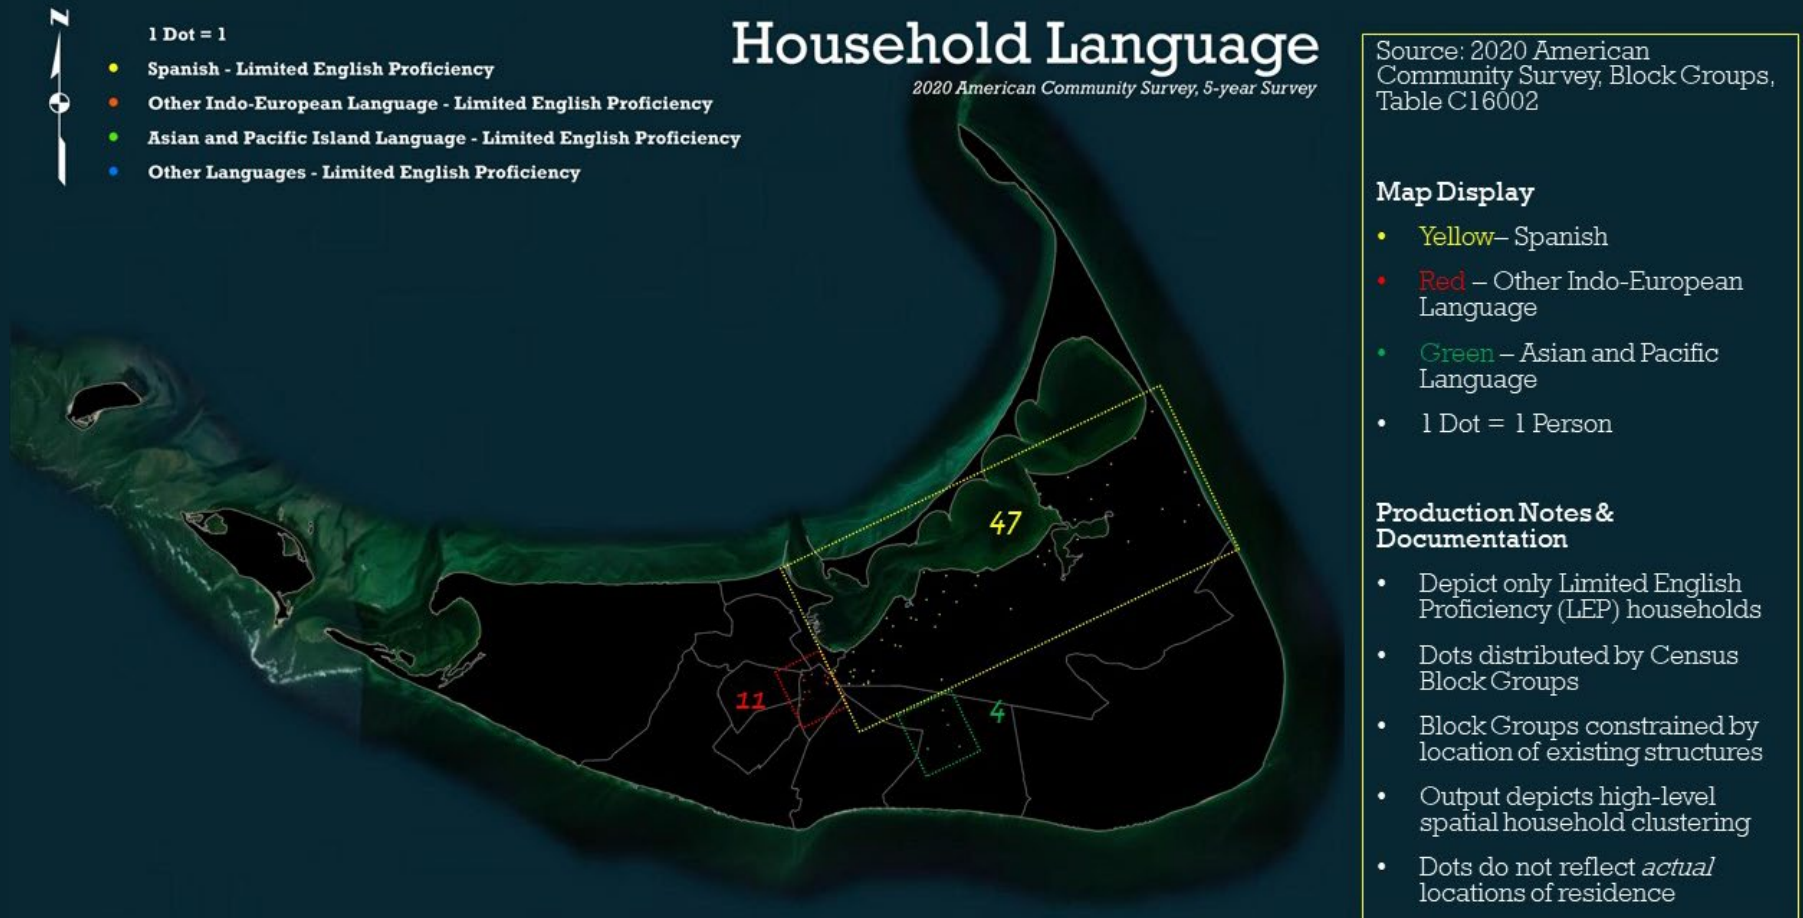 N
1 Dot = 1
Spanish - Limited English Proficiency
Other Indo-European Language - Limited English Proficiency
Asian and Pacific Island Language - Limited English Proficiency
Other Languages - Limited English Proficiency
Household Language
2020 American Community Survey, 5-year Survey
47
11
4
Source: 2020 American
Community Survey, Block Groups,
Table C16002
Map Display
• Yellow– Spanish
• Red – Other Indo-European
Language
• Green – Asian and Pacific
Language
• 1 Dot = 1 Person
Production Notes &
Documentation
• Depict only Limited English
Proficiency (LEP) households
• Dots distributed by Census
Block Groups
• Block Groups constrained by
location of existing structures
• Output depicts high-level
spatial household clustering
• Dots do not reflect actual
locations of residence